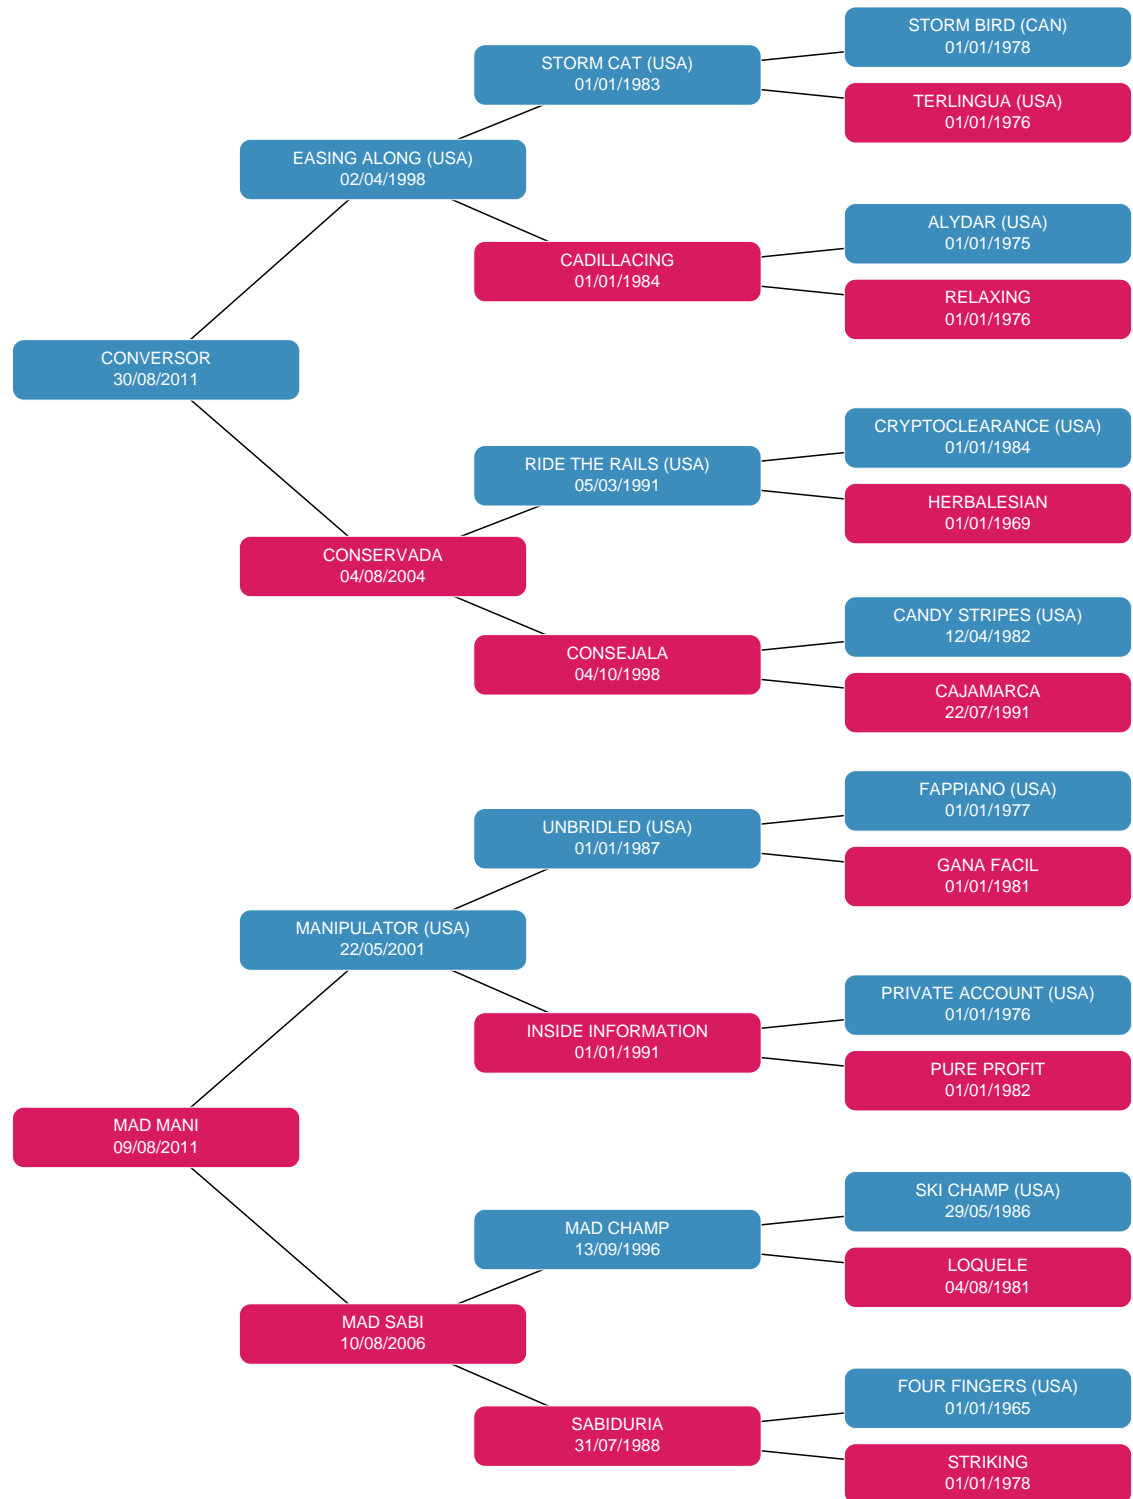 STORM BIRD (CAN)
01/01/1978
STORM CAT (USA)
01/01/1983
TERLINGUA (USA)
01/01/1976
EASING ALONG (USA)
02/04/1998
ALYDAR (USA)
01/01/1975
CADILLACING
01/01/1984
RELAXING
01/01/1976
CONVERSOR
30/08/2011
CRYPTOCLEARANCE (USA)
01/01/1984
RIDE THE RAILS (USA)
05/03/1991
HERBALESIAN
01/01/1969
CONSERVADA
04/08/2004
CANDY STRIPES (USA)
12/04/1982
CONSEJALA
04/10/1998
CAJAMARCA
22/07/1991
FAPPIANO (USA)
01/01/1977
UNBRIDLED (USA)
01/01/1987
GANA FACIL
01/01/1981
MANIPULATOR (USA)
22/05/2001
PRIVATE ACCOUNT (USA)
01/01/1976
INSIDE INFORMATION
01/01/1991
PURE PROFIT
01/01/1982
MAD MANI
09/08/2011
SKI CHAMP (USA)
29/05/1986
MAD CHAMP
13/09/1996
LOQUELE
04/08/1981
MAD SABI
10/08/2006
FOUR FINGERS (USA)
01/01/1965
SABIDURIA
31/07/1988
STRIKING
01/01/1978